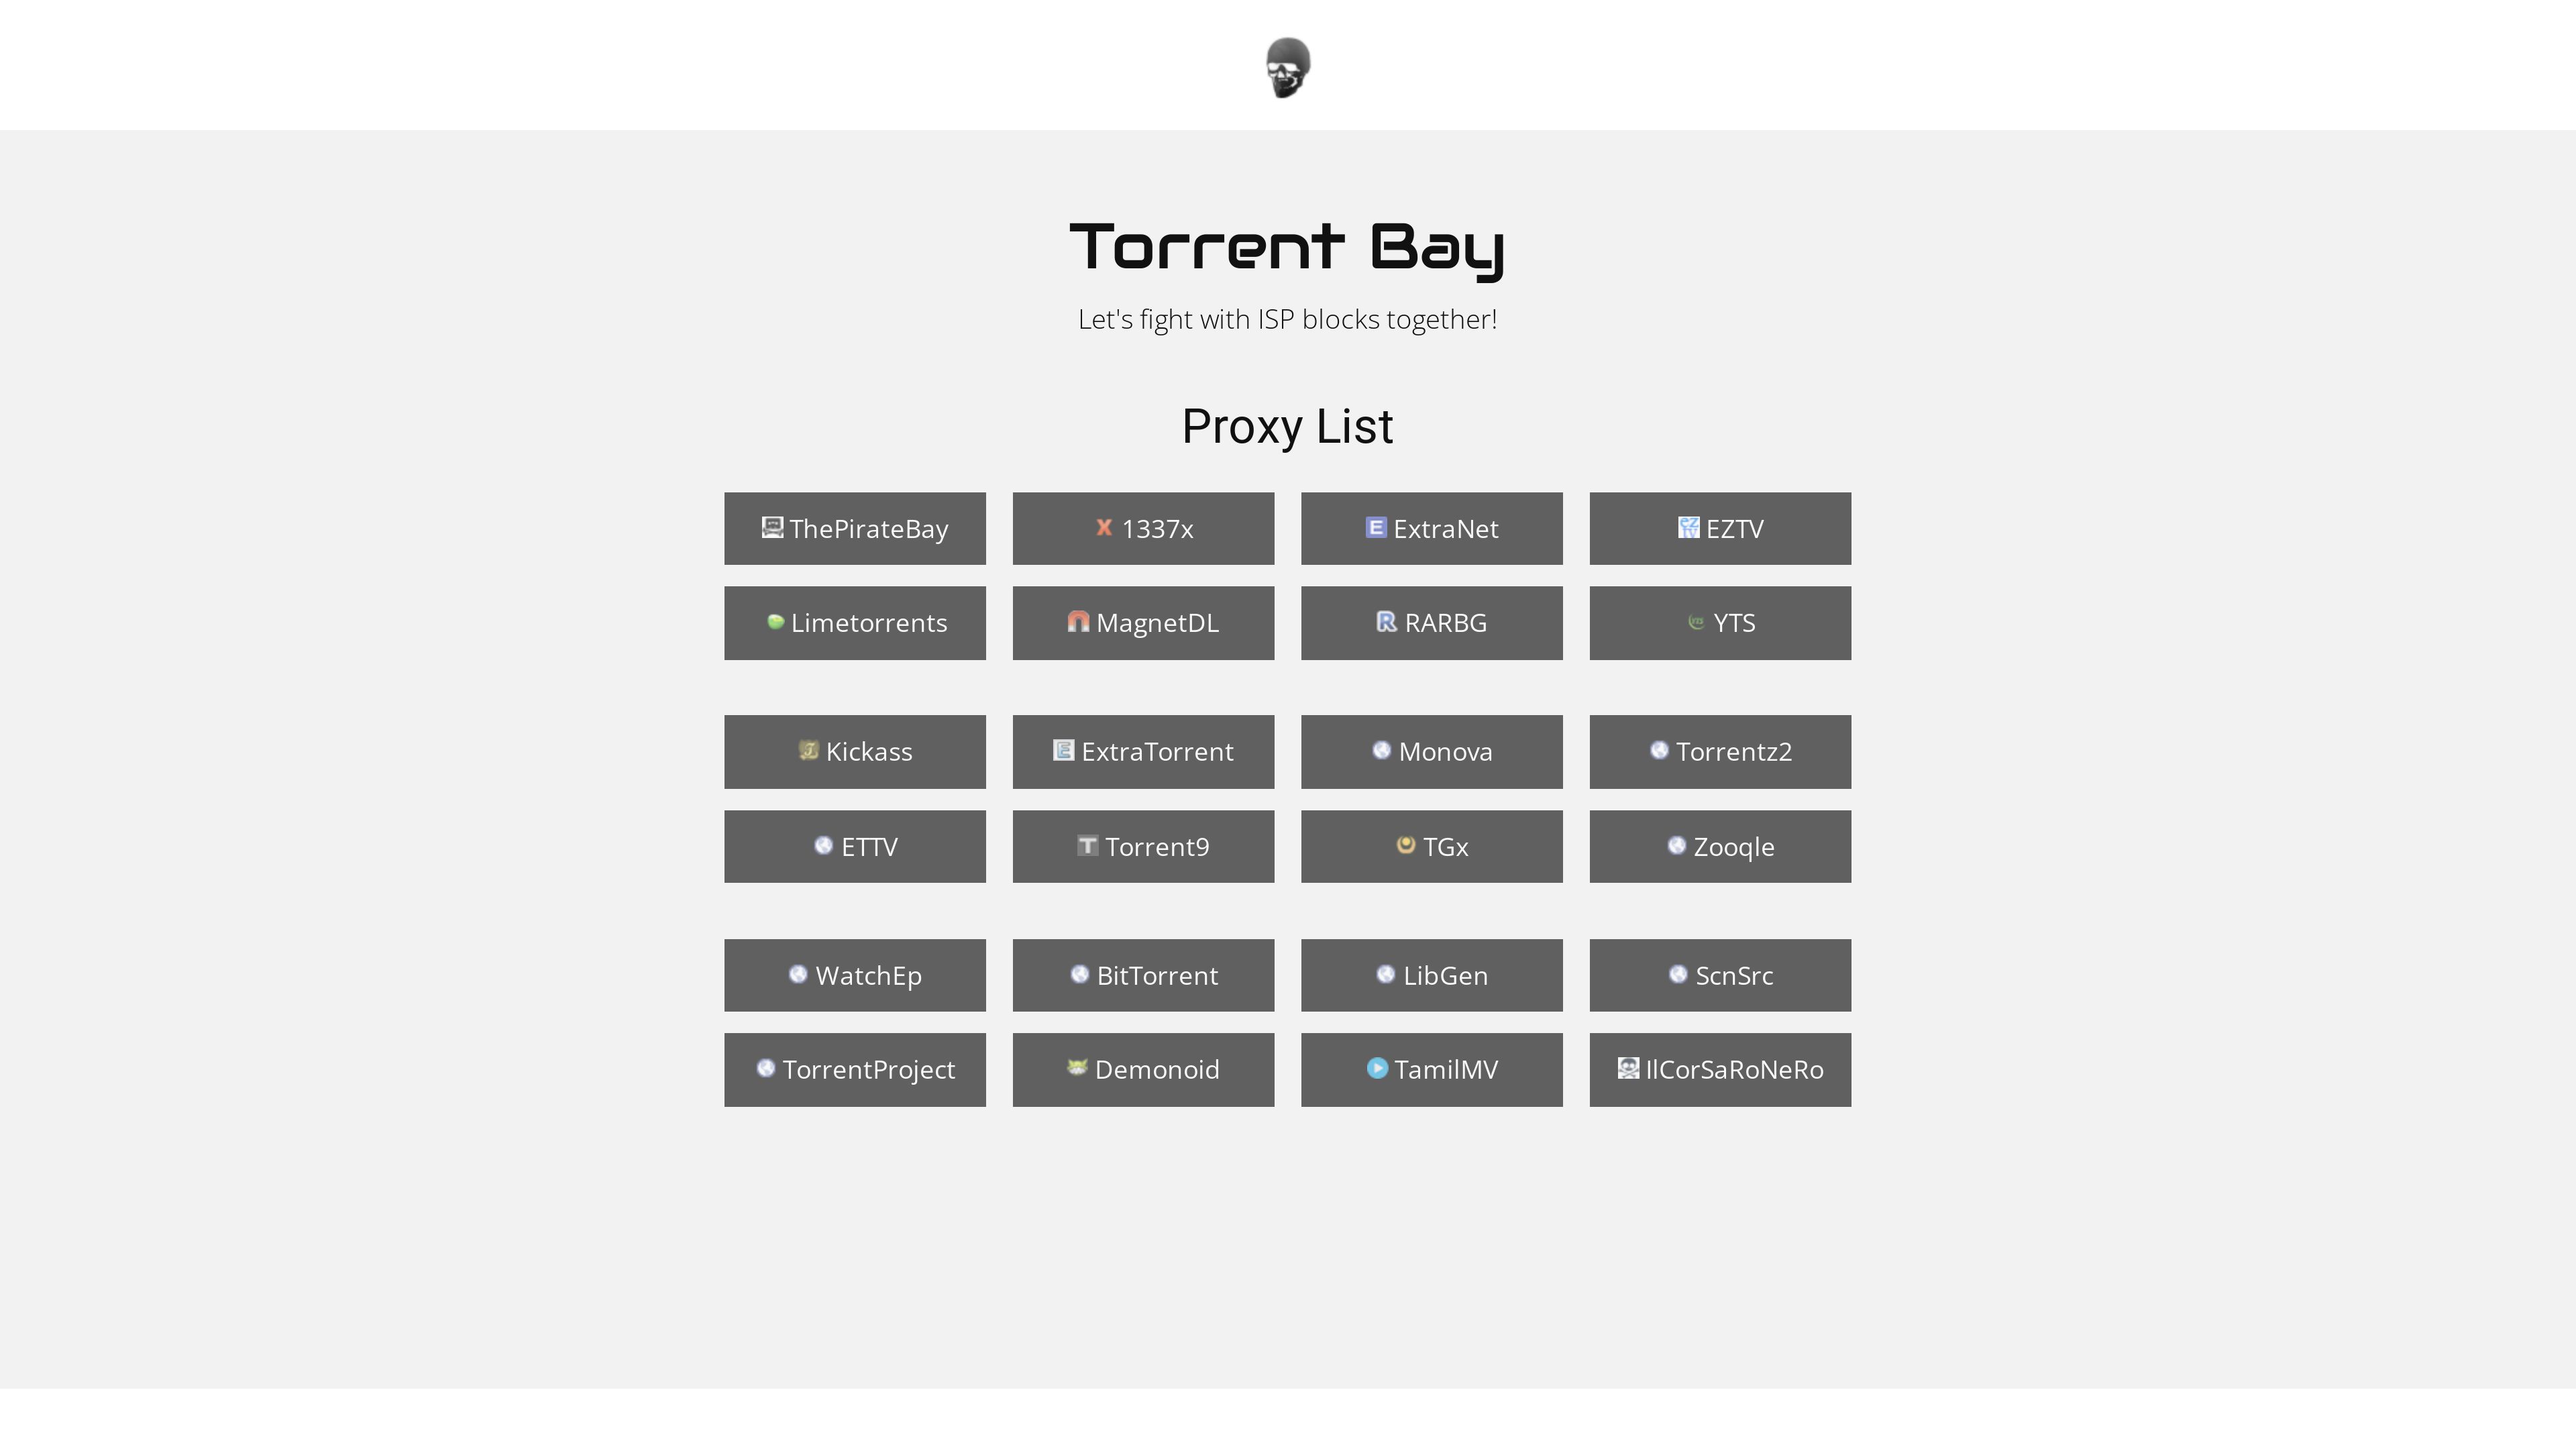 Torrent Bay
Let's fight with ISP blocks together!
Proxy List
ThePirateBay
1337x
ExtraNet
EZTV
Limetorrents
MagnetDL
RARBG
YTS
Kickass
ExtraTorrent
Monova
Torrentz2
ETTV
Torrent9
TGx
Zooqle
WatchEp
BitTorrent
LibGen
ScnSrc
TorrentProject
Demonoid
TamilMV
IlCorSaRoNeRo